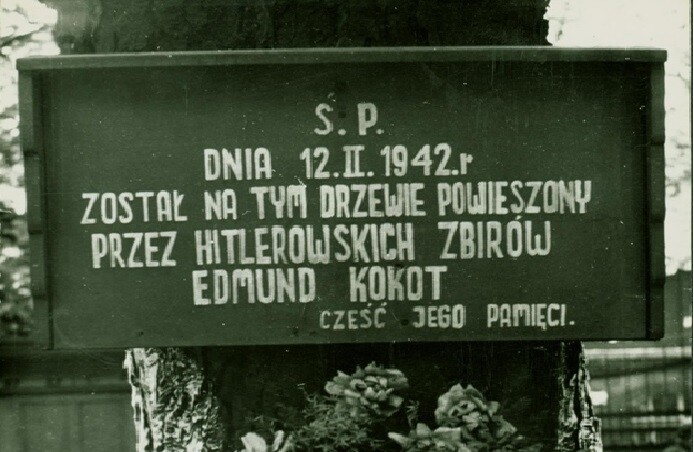 Ś. P.
DNIA 12.II.1942.r
ZOSTAŁ NA TYM DRZEWIE POWIESZONY
PRZEZ HITLEROWSKICH ZBIRÓW
EDMUND KOKOT
CZEŚĆ JEGO PAMIĘCI.